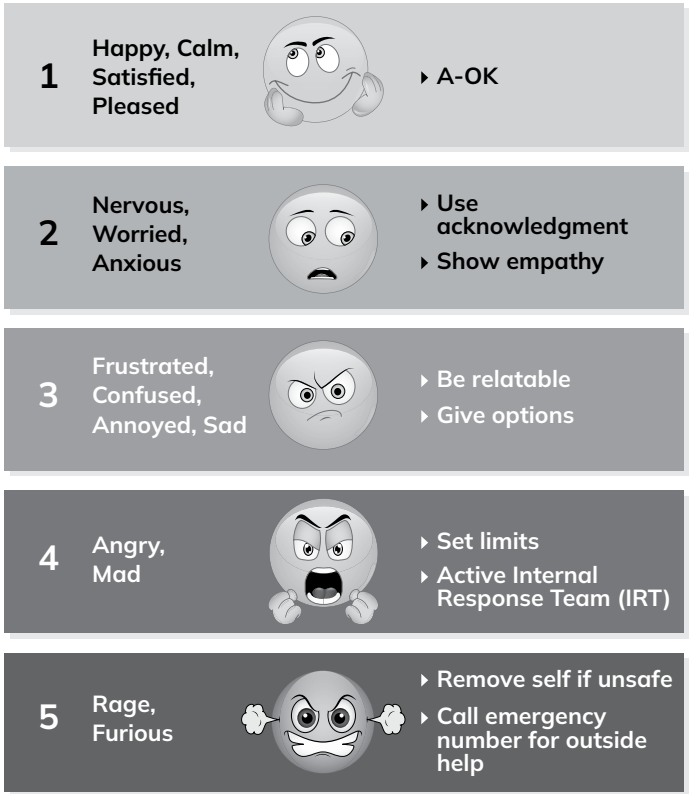 1
Happy, Calm,
Satisfied,
Pleased
A-OK
2
Nervous,
Worried,
Anxious
Use
acknowledgment
Show empathy
3
Frustrated,
Confused,
Annoyed, Sad
Be relatable
Give options
4
Angry,
Mad
Set limits
Active Internal
Response Team (IRT)
5
Rage,
Furious
Remove self if unsafe
Call emergency
number for outside
help